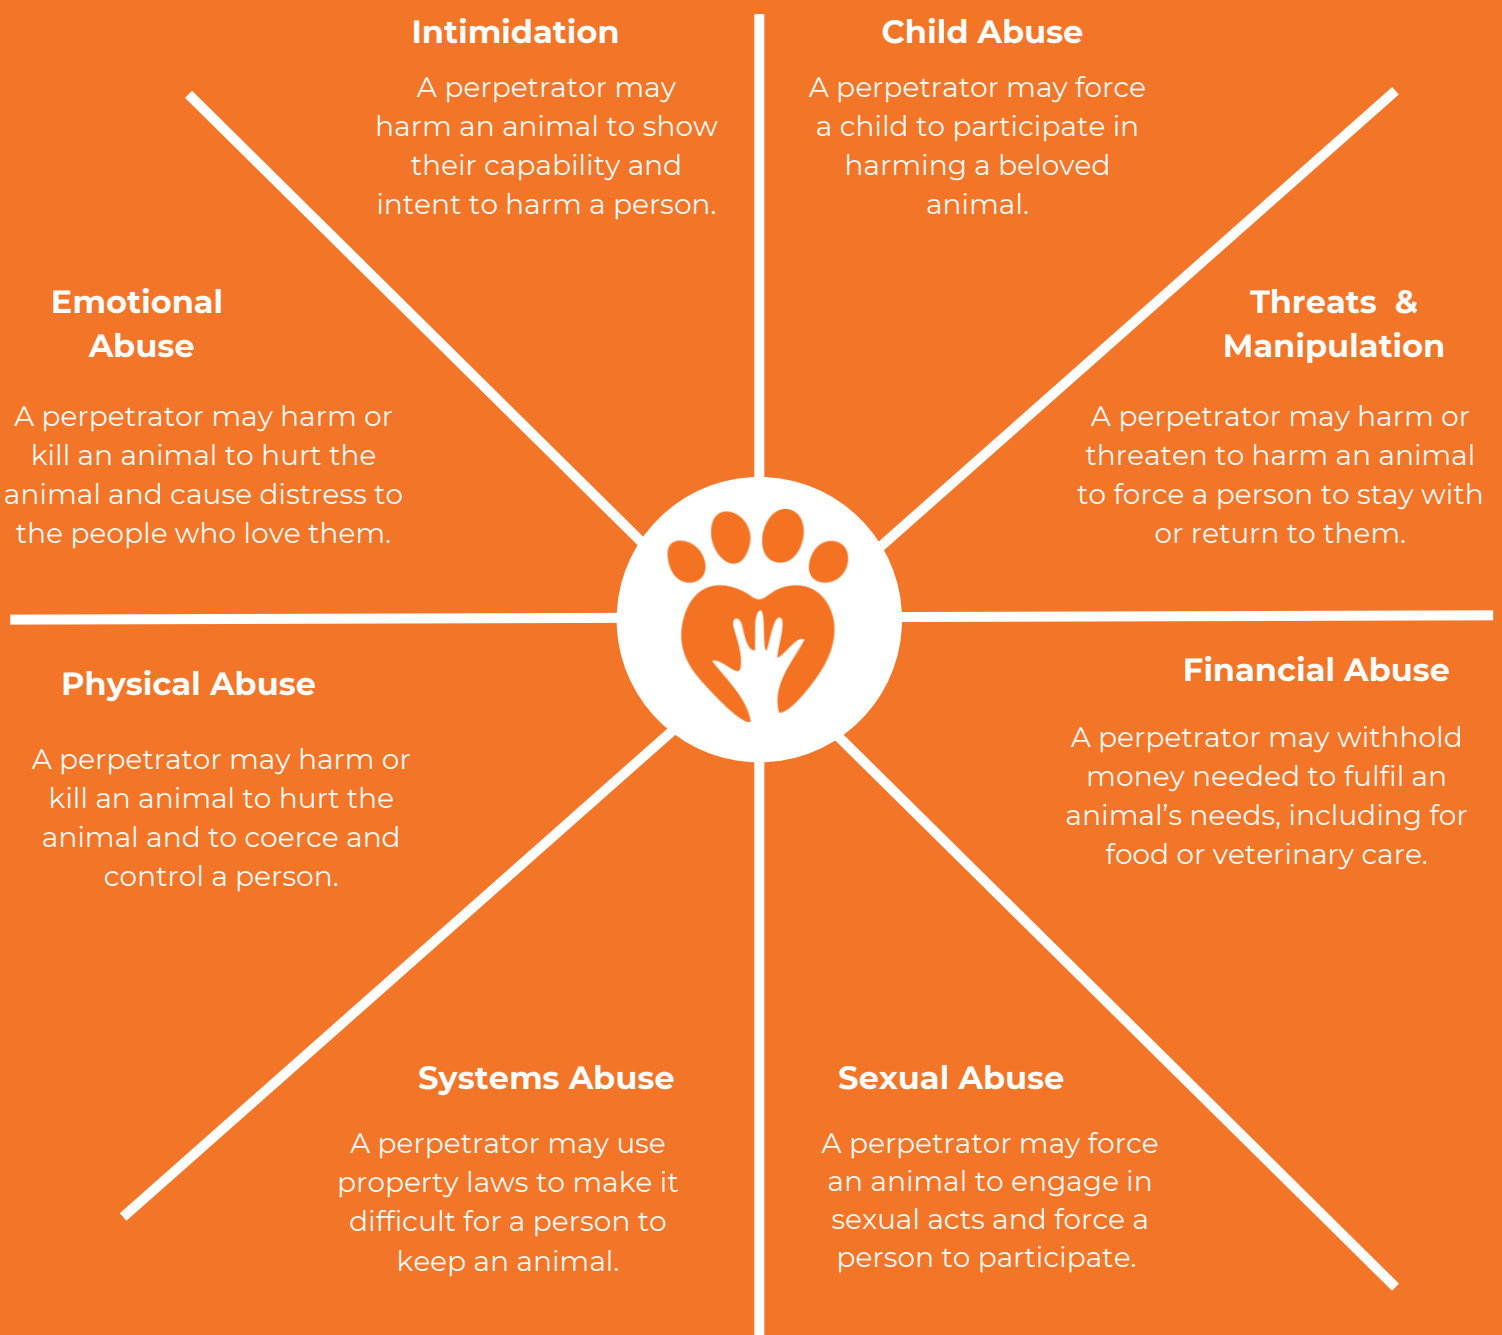 Intimidation
A perpetrator may
harm an animal to show
their capability and
intent to harm a person.
Child Abuse
A perpetrator may force
a child to participate in
harming a beloved
animal.
Emotional
Abuse
A perpetrator may harm or
kill an animal to hurt the
animal and cause distress to
the people who love them.
Threats &
Manipulation
A perpetrator may harm or
threaten to harm an animal
to force a person to stay with
or return to them.
Physical Abuse
A perpetrator may harm or
kill an animal to hurt the
animal and to coerce and
control a person.
Financial Abuse
A perpetrator may withhold
money needed to fulfil an
animal’s needs, including for
food or veterinary care.
Systems Abuse
A perpetrator may use
property laws to make it
difficult for a person to
keep an animal.
Sexual Abuse
A perpetrator may force
an animal to engage in
sexual acts and force a
person to participate.